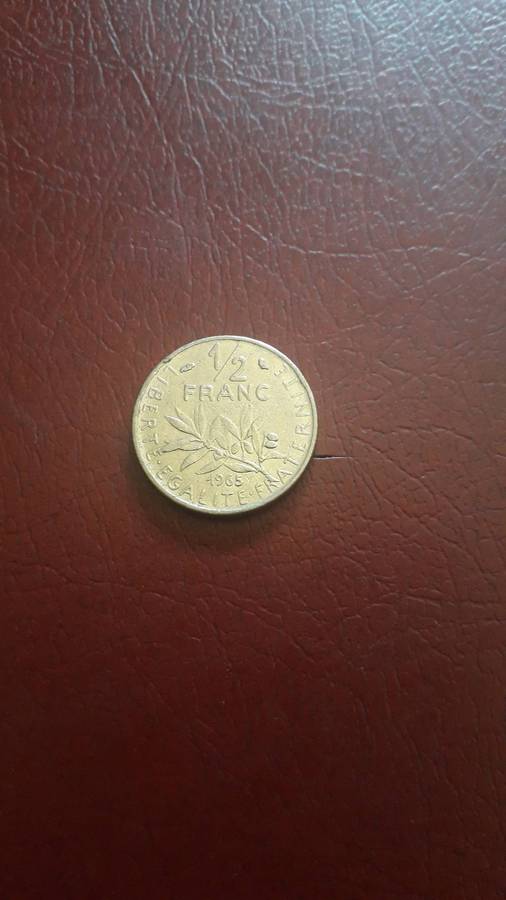 1/2
FRANC
1965
LIBERTE·EGALITE·FRATERNITE